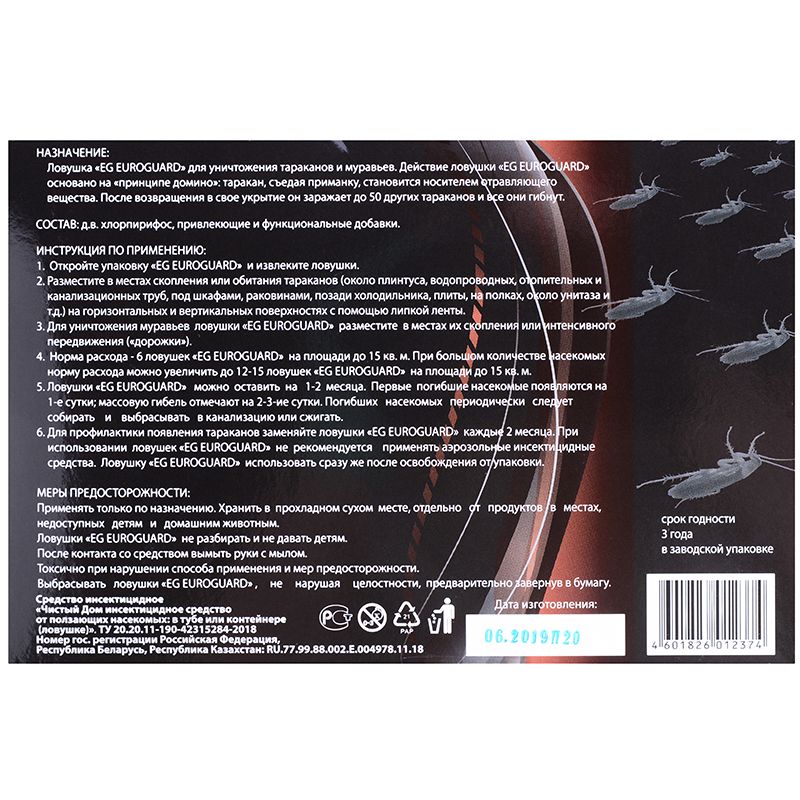 НАЗНАЧЕНИЕ:
Ловушка «EG EUROGUARD» для уничтожения тараканов и муравьев. Действие ловушки «EG EUROGUARD»
основано на «принципе домино»: таракан, съедая приманку, становится носителем отравляющего
вещества. После возвращения в свое укрытие он заражает до 50 других тараканов и все они гибнут.
СОСТАВ: д.в. хлорпирифос, привлекающие и функциональные добавки.
ИНСТРУКЦИЯ ПО ПРИМЕНЕНИЮ:
1. Откройте упаковку «EG EUROGUARD» и извлеките ловушки.
2. Разместите в местах скопления или обитания тараканов (около плинтуса, водопроводных, отопительных и
канализационных труб, под шкафами, раковинами, позади холодильника, плиты, на полках, около унитаза и
т.д.) на горизонтальных и вертикальных поверхностях с помощью липкой ленты.
3. Для уничтожения муравьев ловушки «EG EUROGUARD» разместите в местах их скопления или интенсивного
передвижения («дорожки»).
4. Норма расхода - 6 ловушек «EG EUROGUARD» на площади до 15 кв. м. При большом количестве насекомых
норму расхода можно увеличить до 12-15 ловушек «EG EUROGUARD» на площади до 15 кв. м.
5. Ловушки «EG EUROGUARD» можно оставить на 1-2 месяца. Первые погибшие насекомые появляются на
1-е сутки; массовую гибель отмечают на 2-3-ие сутки. Погибших насекомых периодически следует
собирать и выбрасывать в канализацию или сжигать.
6. Для профилактики появления тараканов заменяйте ловушки «EG EUROGUARD» каждые 2 месяца. При
использовании ловушек «EG EUROGUARD» не рекомендуется применять аэрозольные инсектицидные
средства. Ловушку «EG EUROGUARD» использовать сразу же после освобождения от упаковки.
МЕРЫ ПРЕДОСТОРОЖНОСТИ:
Применять только по назначению. Хранить в прохладном сухом месте, отдельно от продуктов в местах,
недоступных детям и домашним животным.
Ловушки «EG EUROGUARD» не разбирать и не давать детям.
После контакта со средством вымыть руки с мылом.
Токсично при нарушении способа применения и мер предосторожности.
Выбрасывать ловушки «EG EUROGUARD», не нарушая целостности, предварительно завернув в бумагу.
Средство инсектицидное
«Чистый Дом инсектицидное средство
от ползающих насекомых: в тубе или контейнере
(ловушке)». ТУ 20.20.11-190-42315284-2018
Номер гос. регистрации Российская Федерация,
Республика Беларусь, Республика Казахстан: RU.77.99.88.002.Е.004978.11.18
21
PAP
Дата изготовления:
06.2019П20
срок годности
3 года
в заводской упаковке
4 601826 012374